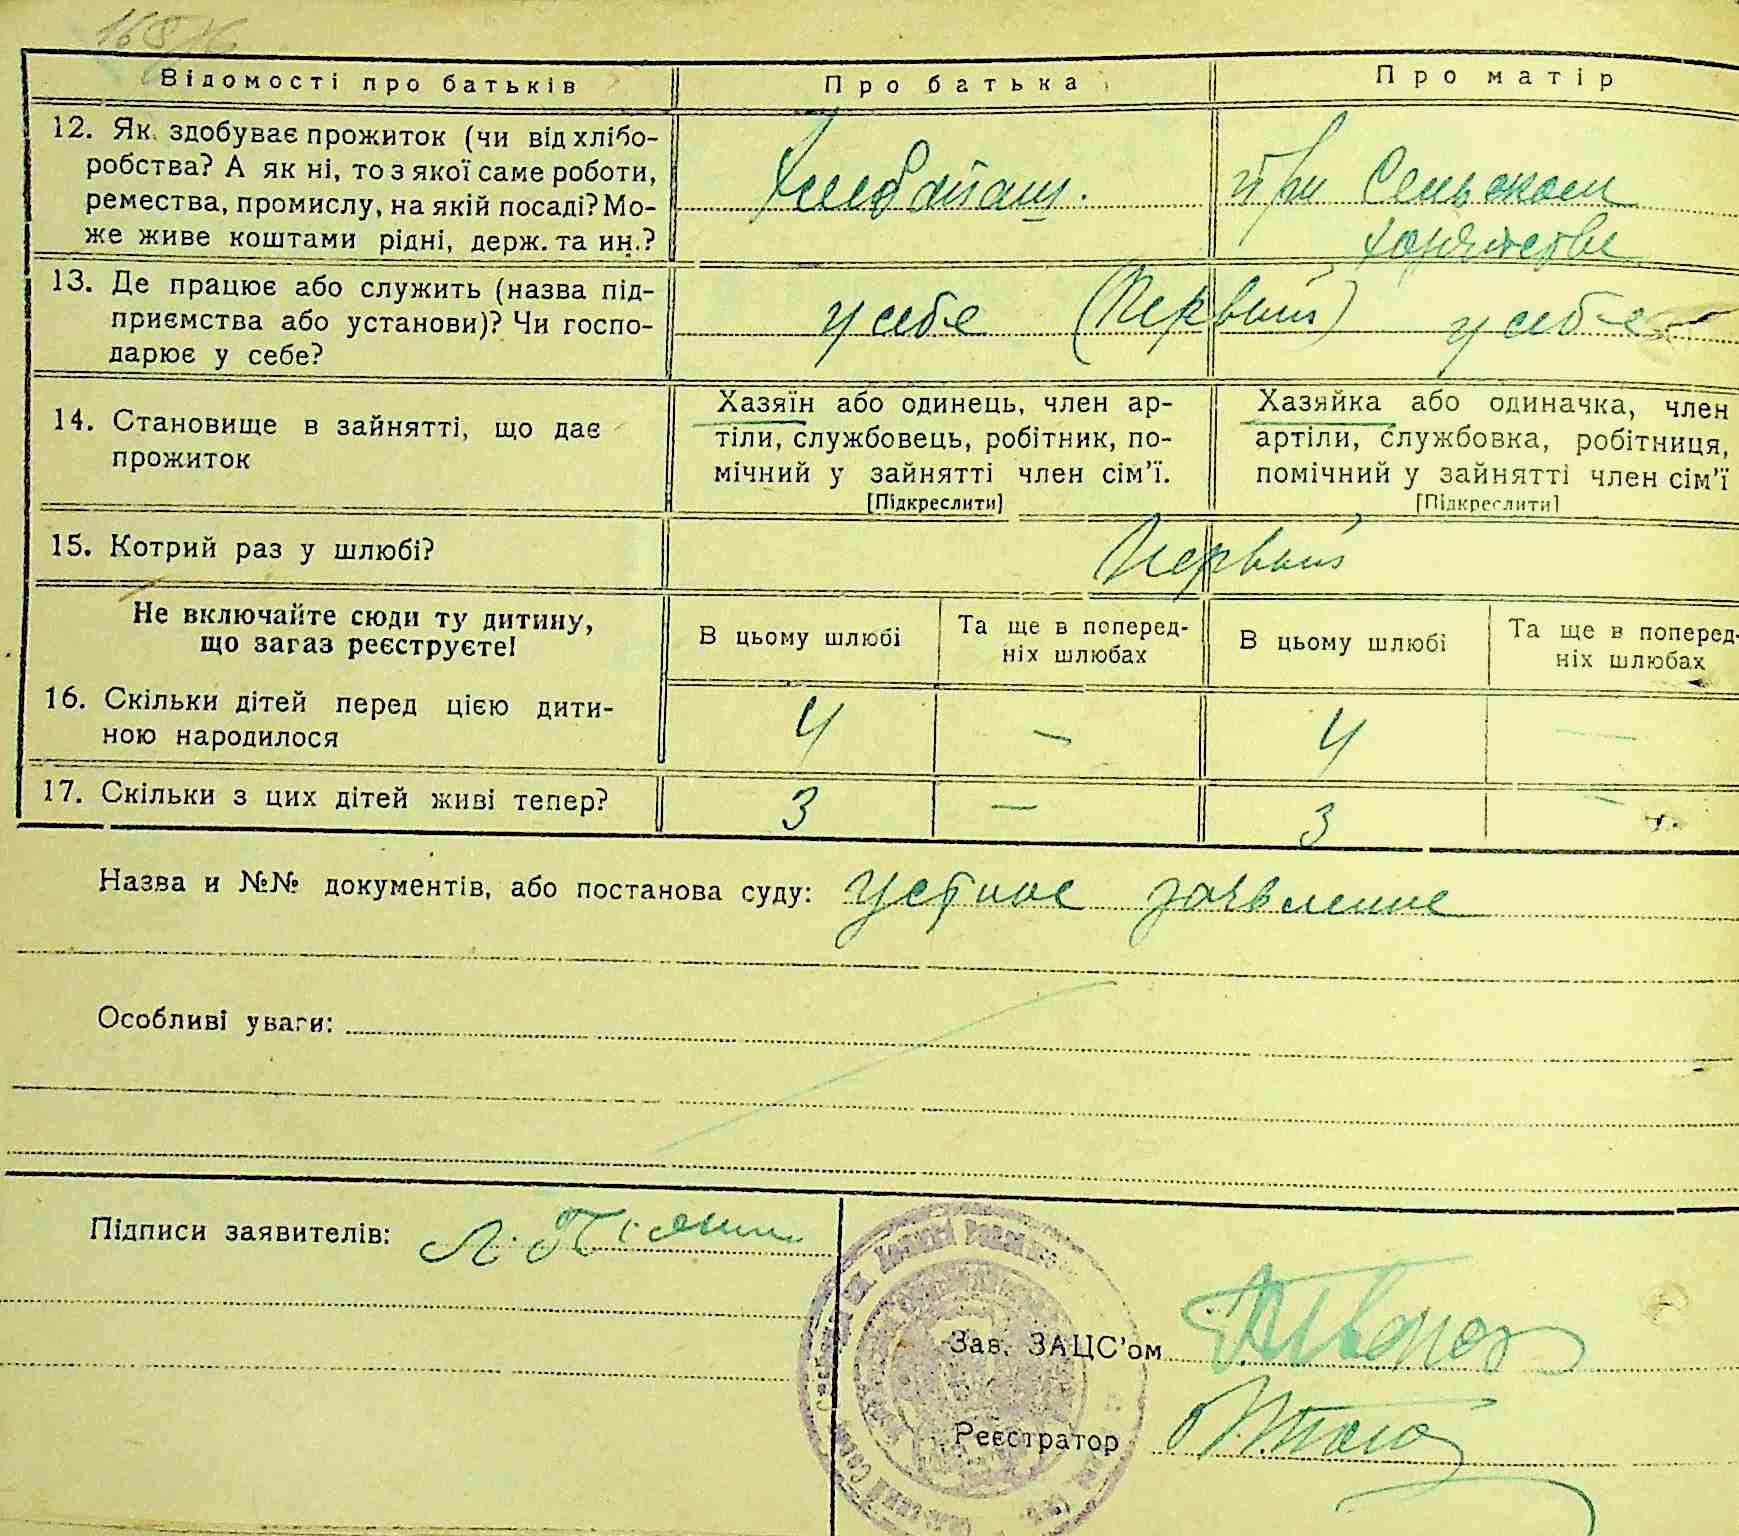 Відомості про батьків Про батька Про матір
12. Як здобуває прожиток (чи від хлібо-
робства? А як ні, то з якої саме роботи,
ремества, промислу, на якій посаді? Мо-
же живе коштами рідні, держ. та ин.?
при Сельском
хозяйстве
13. Де працює або служить (назва під-
приємства або установи)? Чи госпо-
дарює у себе?
у себе (Первый) у себе
14. Становище в зайнятті, що дає
прожиток
Хазяїн або одинець, член ар-
тіли, службовець, робітник, по-
мічний у зайнятті член сім'ї.
[Підкреслити]
Хазяйка або одиначка, член
артіли, службовка, робітниця,
помічний у зайнятті член сім'ї
[Підкреслити]
15. Котрий раз у шлюбі? Первый
Не включайте сюди ту дитину,
що загаз реєструєте!
В цьому шлюбі
Та ще в поперед-
ніх шлюбах
В цьому шлюбі
Та ще в поперед-
ніх шлюбах
16. Скільки дітей перед цією дити-
ною народилося
4 — 4 —
17. Скільки з цих дітей живі тепер? 3 — 3 —
Назва и №№ документів, або постанова суду: устное заявление
Особливі уваги:
Підписи заявителів:
Зав. ЗАЦС'ом
Реєстратор